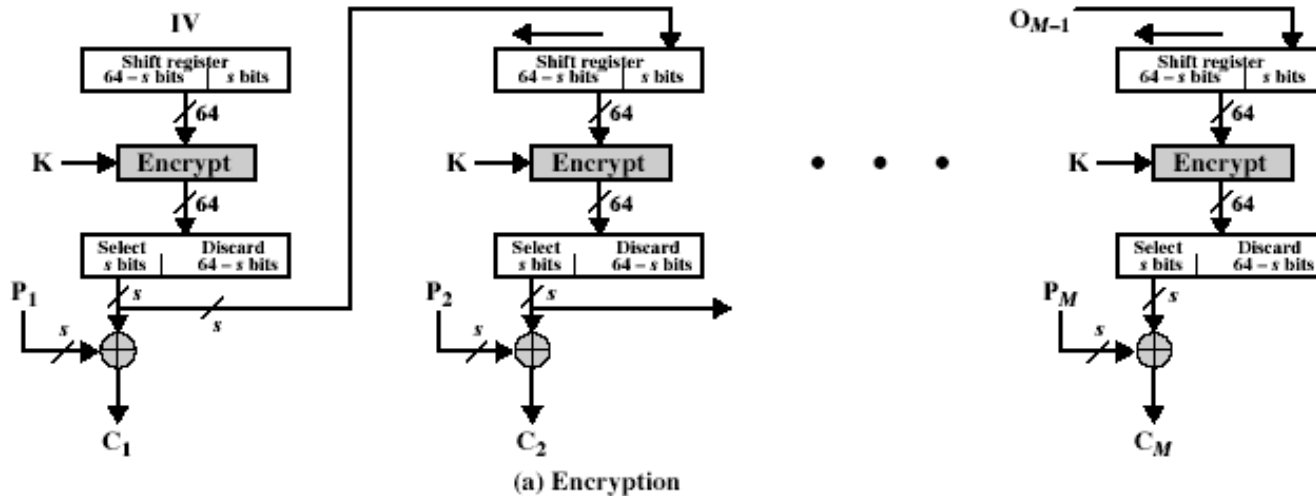 IV
O_M–1
Shift register
64 – s bits | s bits
Shift register
64 – s bits | s bits
Shift register
64 – s bits | s bits
64
64
64
K
Encrypt
K
Encrypt
• • •
K
Encrypt
64
64
64
Select
s bits
Discard
64 – s bits
Select
s bits
Discard
64 – s bits
Select
s bits
Discard
64 – s bits
P1
s
s
s
P2
s
s
PM
s
s
C1
C2
CM
(a) Encryption